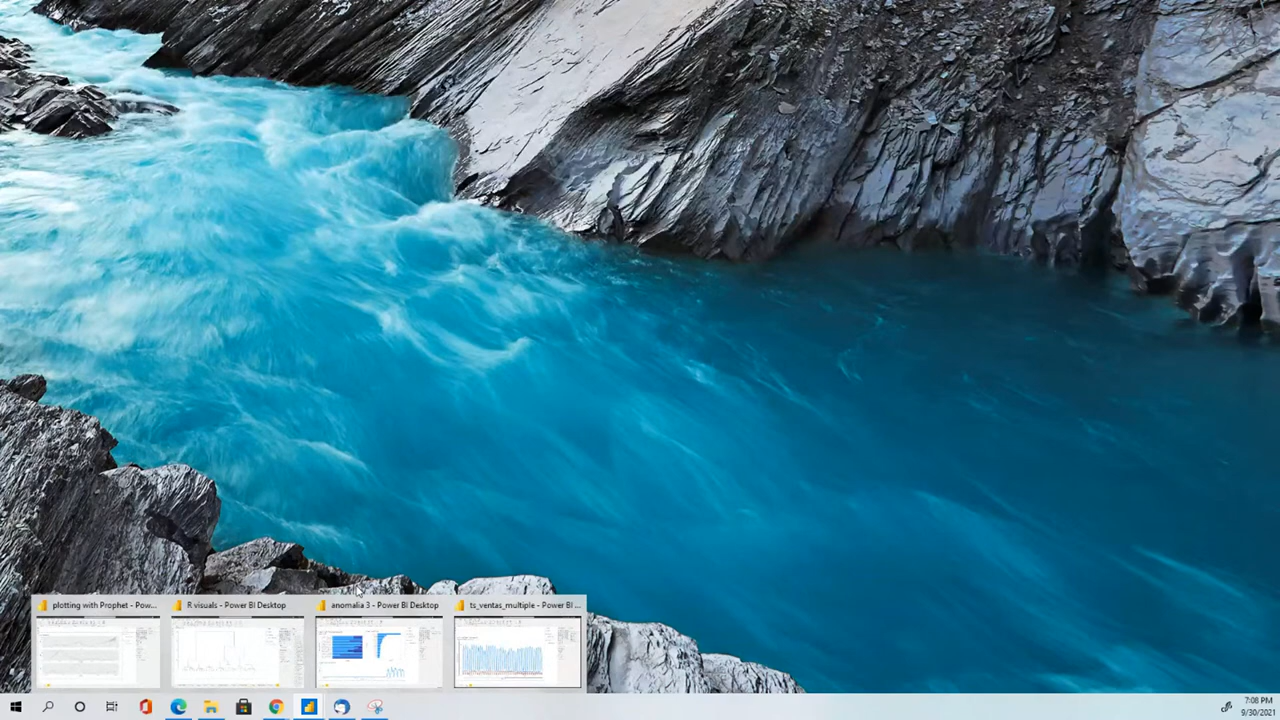 plotting with Prophet - Pow...
R visuals - Power BI Desktop
anomalia 3 - Power BI Desktop
ts_ventas_multiple - Power BI ...
7:08 PM
9/30/2021